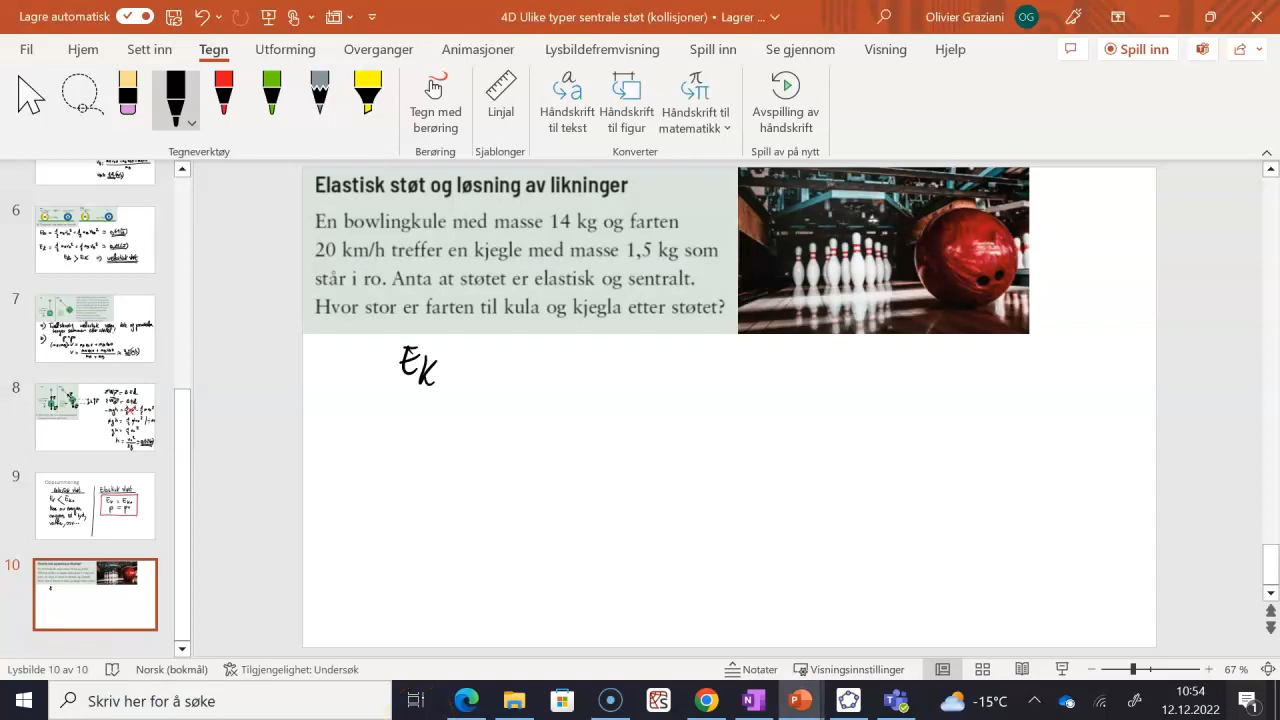 Lagre automatisk
4D Ulike typer sentrale støt (kollisjoner) - Lagrer ...
Olivier Graziani
OG
Fil
Hjem
Sett inn
Tegn
Utforming
Overganger
Animasjoner
Lysbildefremvisning
Spill inn
Se gjennom
Visning
Hjelp
Spill inn
Tegn med
berøring
Linjal
Håndskrift
til tekst
Håndskrift
til figur
Håndskrift til
matematikk
Avspilling av
håndskrift
Tegneverktøy
Berøring
Sjablonger
Konverter
Spill av på nytt
6
7
8
9
Oppsummering
10
Elastisk støt og løsning av likninger
En bowlingkule med masse 14 kg og farten
20 km/h treffer en kjegle med masse 1,5 kg som
står i ro. Anta at støtet er elastisk og sentralt.
Hvor stor er farten til kula og kjegla etter støtet?
EK
Lysbilde 10 av 10
Norsk (bokmål)
Tilgjengelighet: Undersøk
Notater
Visningsinnstillinger
67 %
Skriv her for å søke
-15°C
10:54
12.12.2022
1